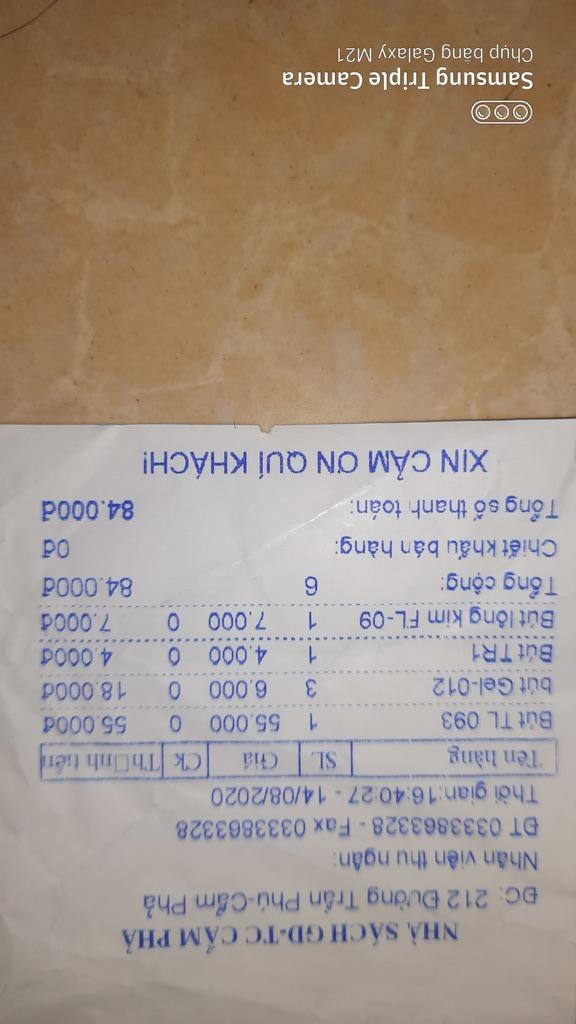 NHÀ SÁCH GD-TC CẨM PHẢ
ĐC: 212 Đường Trần Phú-Cẩm Phả
Nhân viên thu ngân:
ĐT 0333863328 - Fax 0333863328
Thời gian:16:40:27 - 14/08/2020
Tên hàng SL Giá Ck Th□nh tiền
Bút TL 093 1 55.000 0 55.000đ
bút Gel-012 3 6.000 0 18.000đ
Bút TR1 1 4.000 0 4.000đ
Bút lông kim FL-09 1 7.000 0 7.000đ
Tổng cộng: 6 84.000đ
Chiết khấu bán hàng: 0đ
Tổng số thanh toán: 84.000đ
XIN CẢM ƠN QUÍ KHÁCH!
Samsung Triple Camera
Chụp bằng Galaxy M21